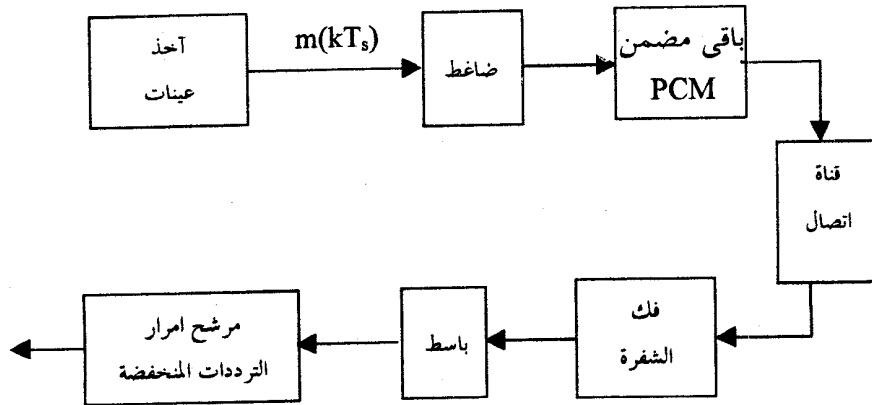 آخذ
عينات
m(kTs)
ضاغط
باقى مضمن
PCM
قناة
اتصال
فك
الشفرة
باسط
مرشح امرار
الترددات المنخفضة